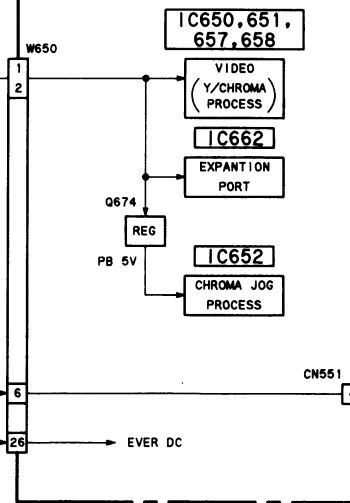 IC650,651,
657,658
W650
1
2
VIDEO
(Y/CHROMA
PROCESS)
IC662
EXPANTION
PORT
Q674
REG
PB 5V
IC652
CHROMA JOG
PROCESS
CN551
6
26
EVER DC